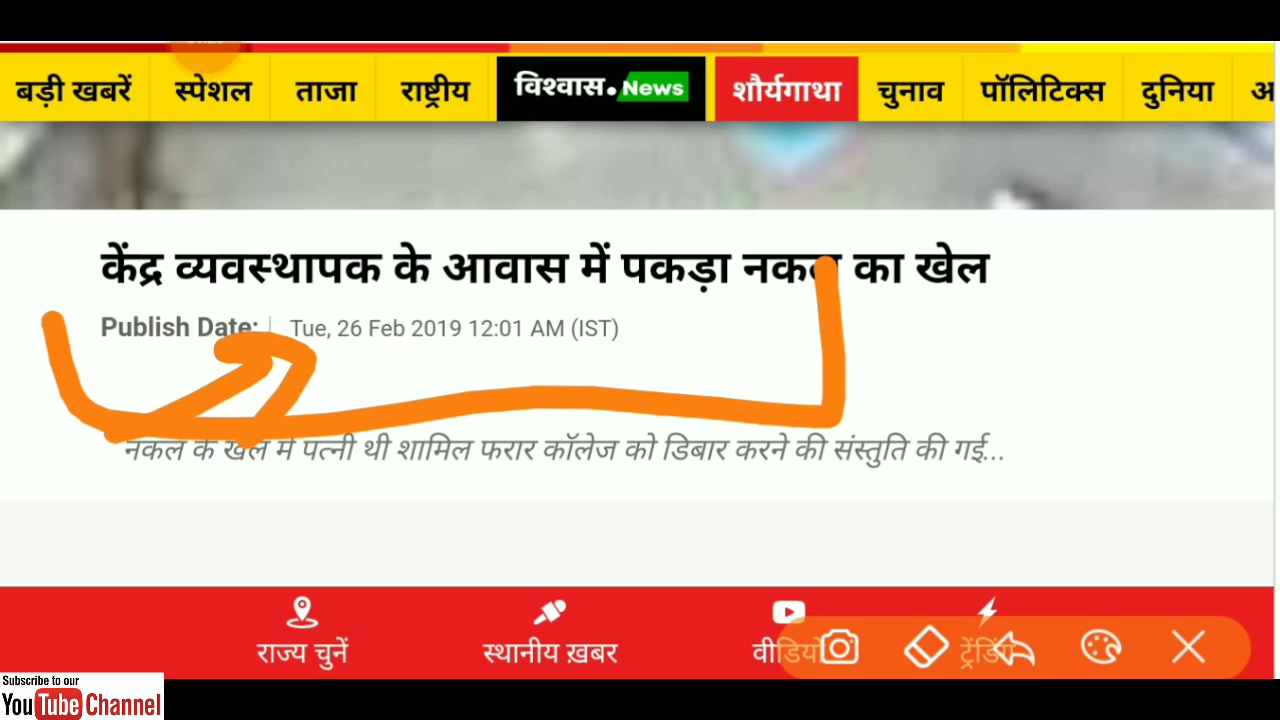 बड़ी खबरें स्पेशल ताजा राष्ट्रीय विश्वास.News शौर्यगाथा चुनाव पॉलिटिक्स दुनिया
केंद्र व्यवस्थापक के आवास में पकड़ा नकल का खेल
Publish Date: | Tue, 26 Feb 2019 12:01 AM (IST)
नकल के खेल में पत्नी थी शामिल फरार कॉलेज को डिबार करने की संस्तुति की गई...
राज्य चुनें स्थानीय ख़बर वीडियो ट्रेंडिंग
Subscribe to our
YouTube Channel